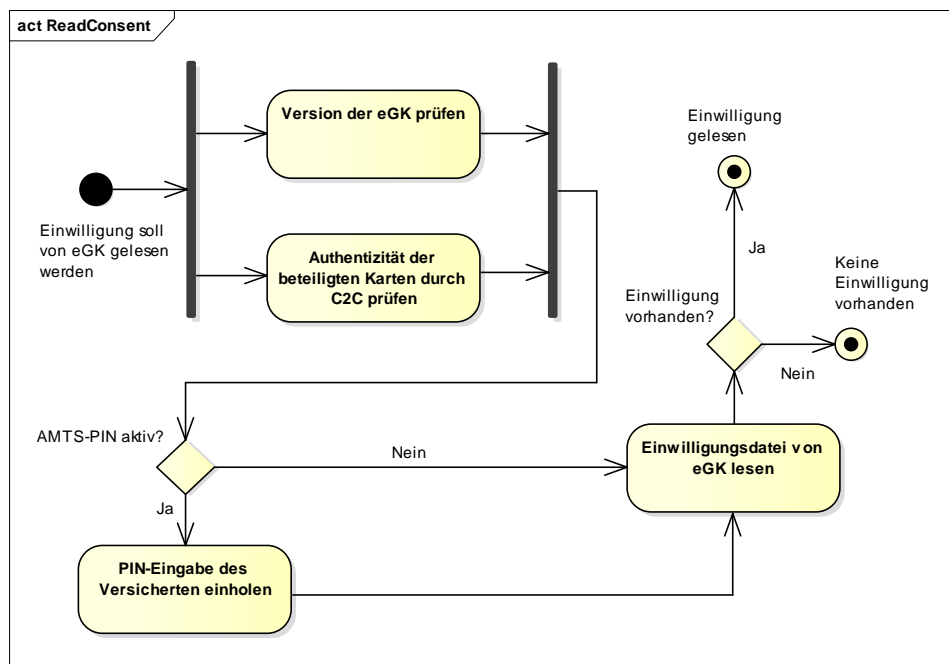 act ReadConsent
Version der eGK prüfen
Einwilligung soll
von eGK gelesen
werden
Authentizität der
beteiligten Karten durch
C2C prüfen
Einwilligung
gelesen
Ja
Keine
Einwilligung
vorhanden
Einwilligung
vorhanden?
Nein
AMTS-PIN aktiv?
Nein
Ja
Einwilligungsdatei von
eGK lesen
PIN-Eingabe des
Versicherten einholen